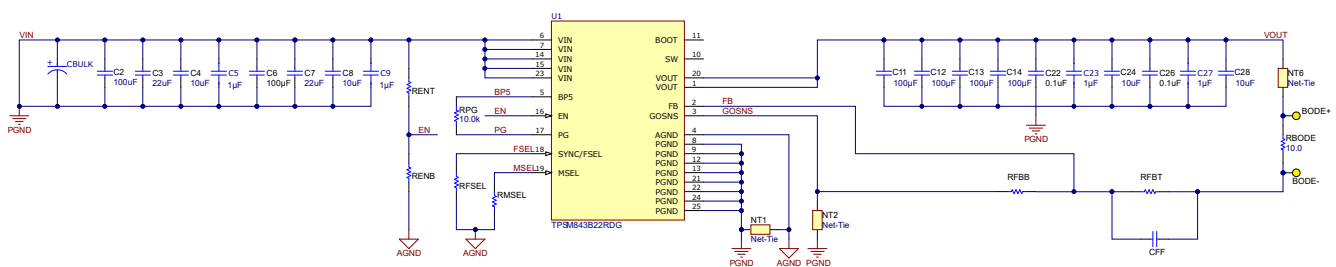 U1
VIN
CBULK
C2
100uF
C3
22uF
C4
10uF
C5
1µF
C6
100µF
C7
22uF
C8
10uF
C9
1µF
PGND
RENT
EN
RENB
AGND
BP5
RPG
10.0k
EN
PG
FSEL
MSEL
RFSEL
RMSEL
AGND
6 VIN
7 VIN
14 VIN
15 VIN
23 VIN
5 BP5
16 EN
17 PG
18 SYNC/FSEL
19 MSEL
BOOT 11
SW 10
VOUT 20
VOUT 1
FB 2
GOSNS 3
AGND 4
PGND 8
PGND 9
PGND 12
PGND 13
PGND 21
PGND 22
PGND 24
PGND 25
TPSM843B22RDG
FB
GOSNS
NT1
Net-Tie
PGND
AGND
NT2
Net-Tie
PGND
VOUT
C11
100µF
C12
100µF
C13
100µF
C14
100µF
C22
0.1uF
C23
1µF
C24
10uF
C26
0.1uF
C27
1µF
C28
10uF
PGND
NT6
Net-Tie
BODE+
RBODE
10.0
BODE-
RFBB
RFBT
CFF